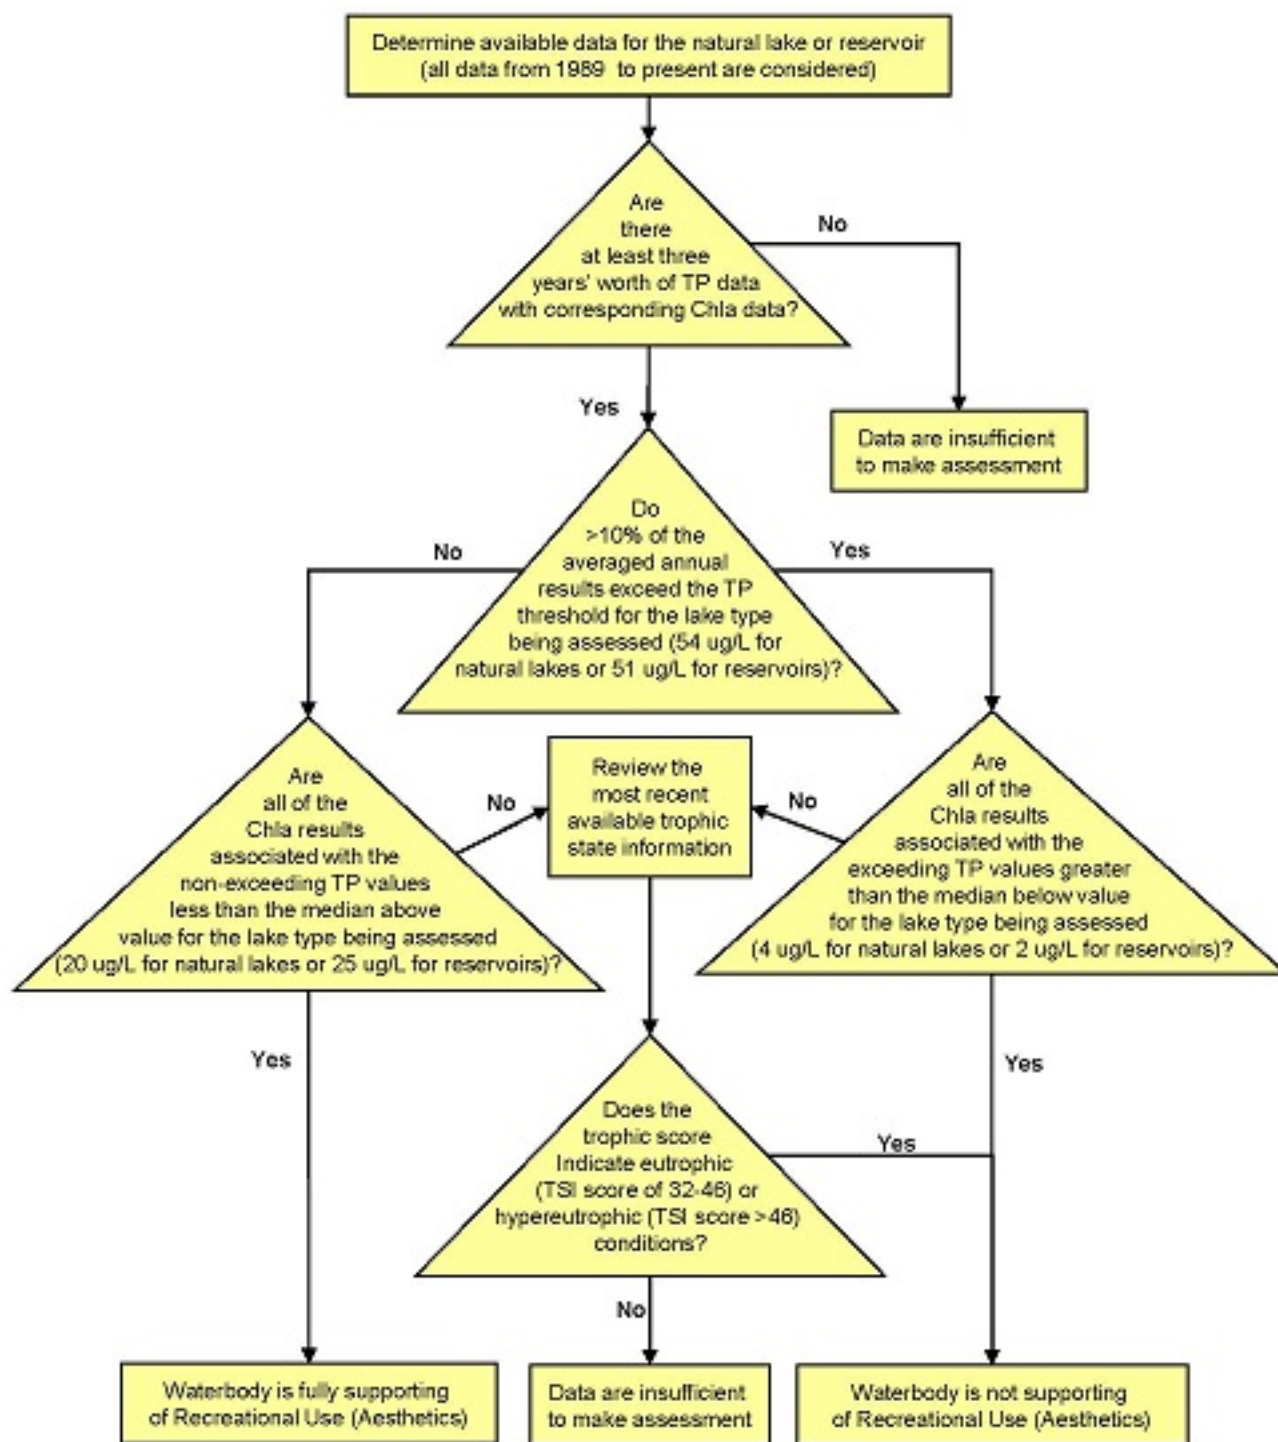 Determine available data for the natural lake or reservoir
(all data from 1989 to present are considered)
Are
there
at least three
years' worth of TP data
with corresponding Chla data?
No
Yes
Data are insufficient
to make assessment
Do
>10% of the
averaged annual
results exceed the TP
threshold for the lake type
being assessed (54 ug/L for
natural lakes or 51 ug/L for reservoirs)?
No
Yes
Are
all of the
Chla results
associated with the
non-exceeding TP values
less than the median above
value for the lake type being assessed
(20 ug/L for natural lakes or 25 ug/L for reservoirs)?
No
Review the
most recent
available trophic
state information
No
Are
all of the
Chla results
associated with the
exceeding TP values greater
than the median below value
for the lake type being assessed
(4 ug/L for natural lakes or 2 ug/L for reservoirs)?
Yes
Yes
Does the
trophic score
Indicate eutrophic
(TSI score of 32-46) or
hypereutrophic (TSI score >46)
conditions?
Yes
No
Waterbody is fully supporting
of Recreational Use (Aesthetics)
Data are insufficient
to make assessment
Waterbody is not supporting
of Recreational Use (Aesthetics)